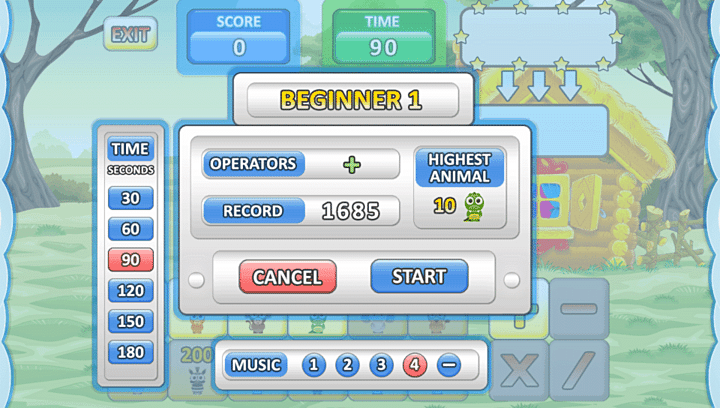 EXIT
SCORE
0
TIME
90
BEGINNER 1
TIME
SECONDS
30
60
90
120
150
180
OPERATORS +
RECORD 1685
HIGHEST
ANIMAL
10
CANCEL START
200
+ −
X /
MUSIC 1 2 3 4 −